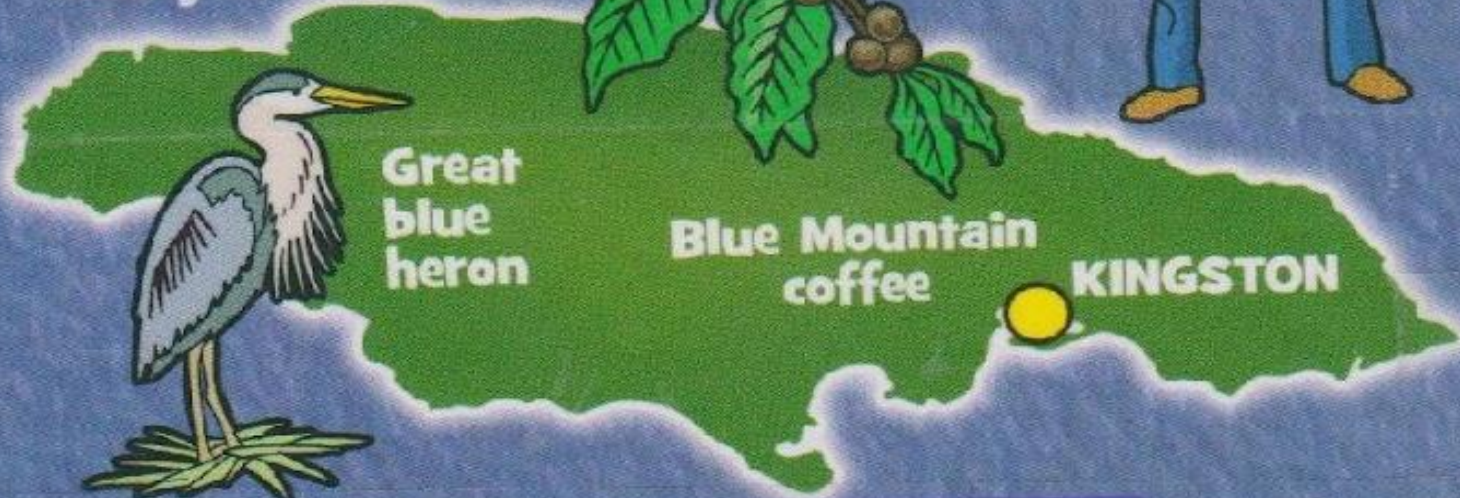 Great
blue
heron
Blue Mountain
coffee
KINGSTON